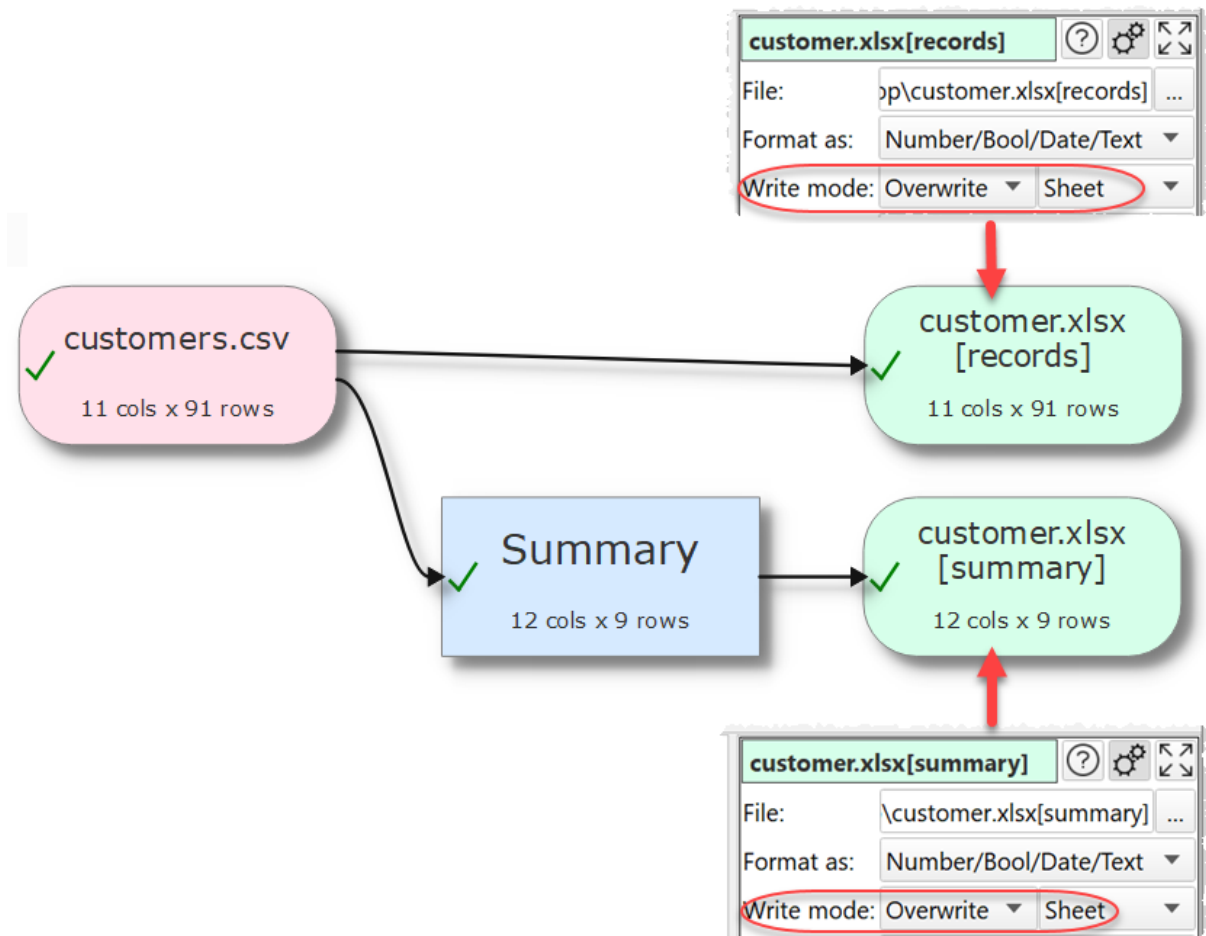 customer.xlsx[records]
File: op\customer.xlsx[records] ...
Format as: Number/Bool/Date/Text
Write mode: Overwrite Sheet
customers.csv
11 cols x 91 rows
customer.xlsx
[records]
11 cols x 91 rows
Summary
12 cols x 9 rows
customer.xlsx
[summary]
12 cols x 9 rows
customer.xlsx[summary]
File: \customer.xlsx[summary] ...
Format as: Number/Bool/Date/Text
Write mode: Overwrite Sheet